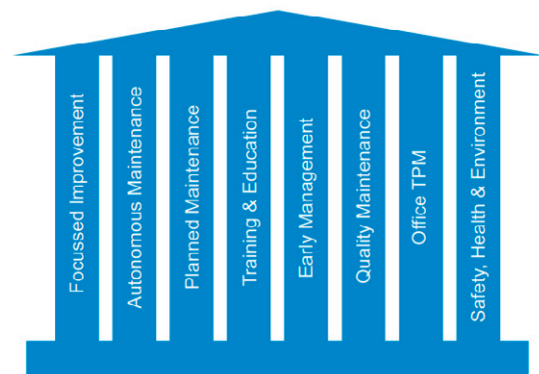 Focussed Improvement
Autonomous Maintenance
Planned Maintenance
Training & Education
Early Management
Quality Maintenance
Office TPM
Safety, Health & Environment